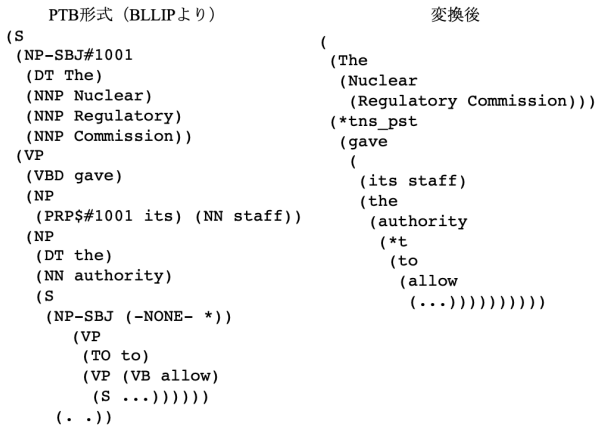 PTB形式（BLLIPより）
(S
(NP-SBJ#1001
(DT The)
(NNP Nuclear)
(NNP Regulatory)
(NNP Commission))
(VP
(VBD gave)
(NP
(PRP$#1001 its) (NN staff))
(NP
(DT the)
(NN authority)
(S
(NP-SBJ (-NONE- *))
(VP
(TO to)
(VP (VB allow)
(S ...))))))
(. .))
変換後
(
(The
(Nuclear
(Regulatory Commission)))
(*tns_pst
(gave
(
(its staff)
(the
(authority
(*t
(to
(allow
(...))))))))))